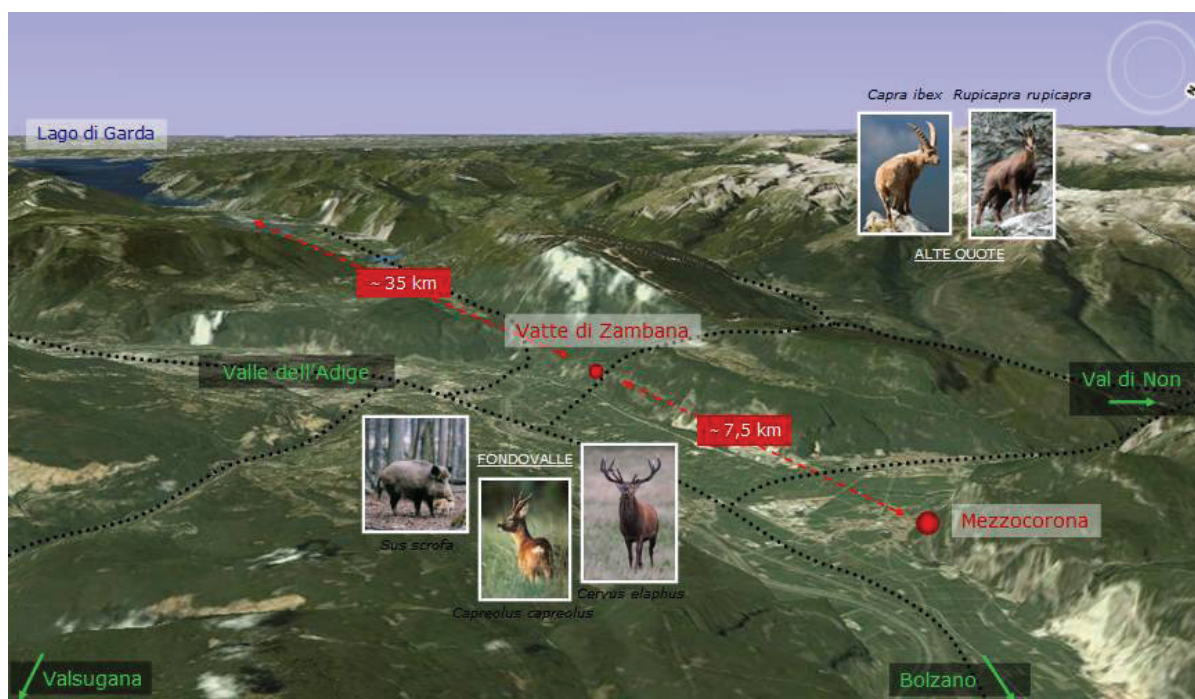 Capra ibex
Rupicapra rupicapra
Lago di Garda
ALTE QUOTE
~ 35 km
Vatte di Zambana
Valle dell'Adige
Val di Non
~ 7,5 km
FONDOVALLE
Mezzocorona
Sus scrofa
Cervus elaphus
Capreolus capreolus
Valsugana
Bolzano